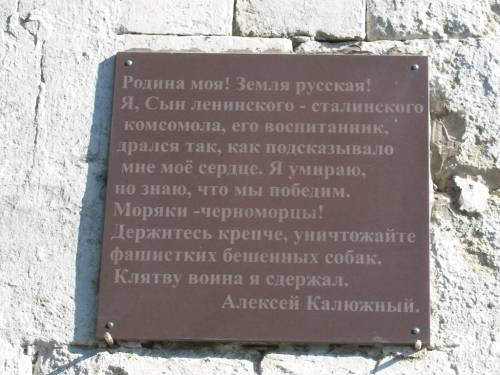 Родина моя! Земля русская!
Я, Сын ленинского - сталинского
комсомола, его воспитанник,
дрался так, как подсказывало
мне моё сердце. Я умираю,
но знаю, что мы победим.
Моряки -черноморцы!
Держитесь крепче, уничтожайте
фашистких бешенных собак.
Клятву воина я сдержал.
Алексей Калюжный.